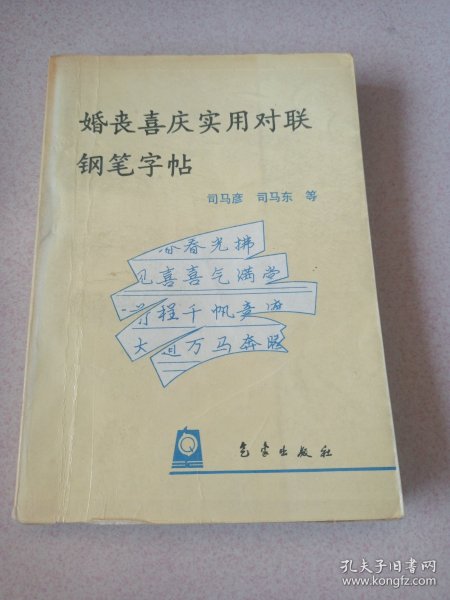 婚丧喜庆实用对联
钢笔字帖
司马彦 司马东 等
春光拂
见喜喜气满堂
程千帆竞
大道万马奔腾
气象出版社
孔夫子旧书网
www.kongfz.com